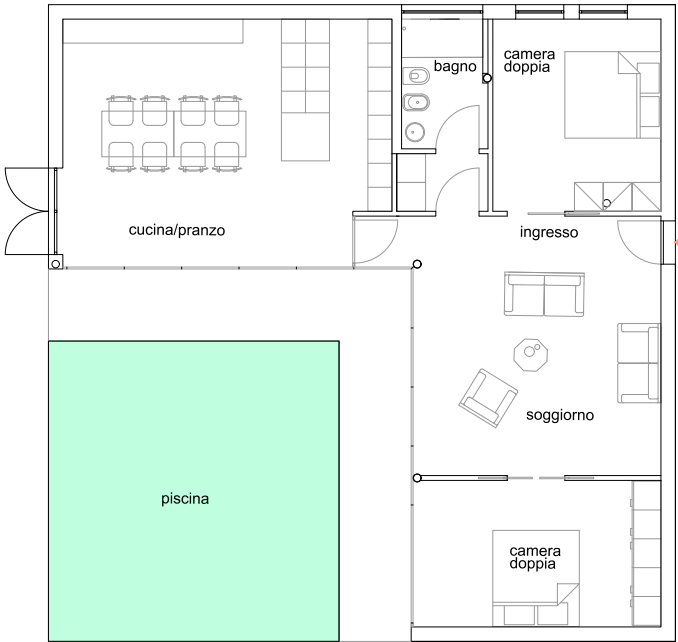 camera
doppia
bagno
cucina/pranzo
ingresso
soggiorno
piscina
camera
doppia